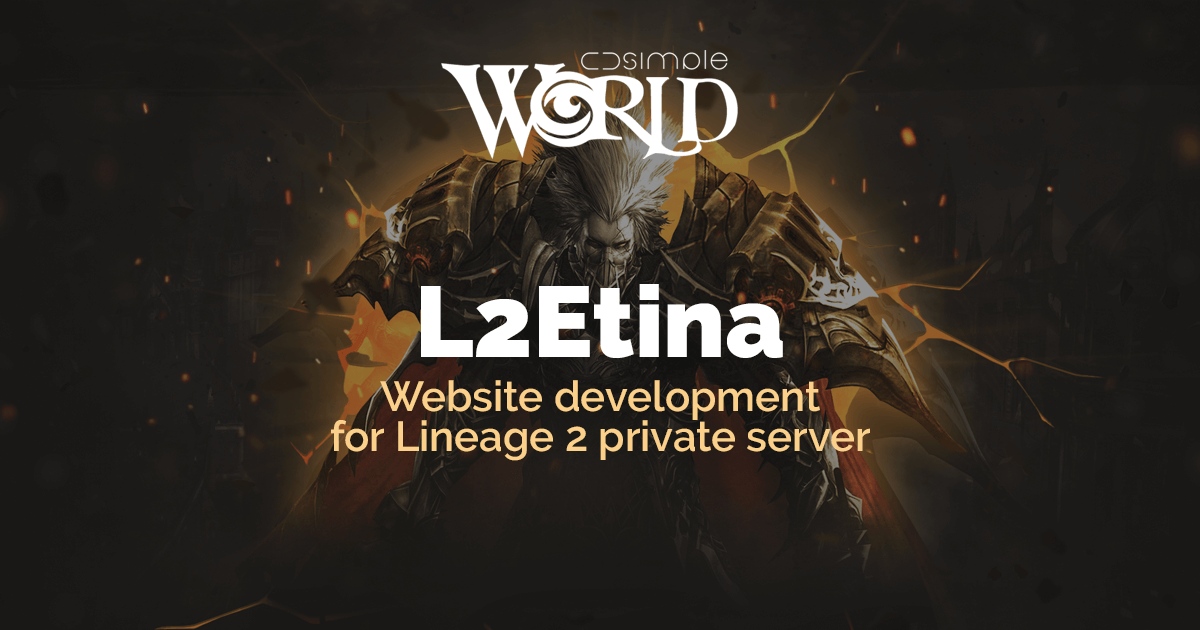 simple
WORLD
L2Etina
Website development
for Lineage 2 private server